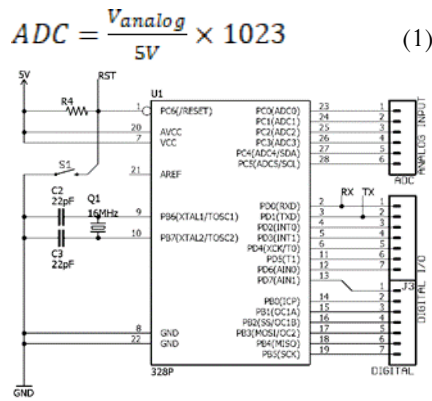 ADC = Vanalog / 5V × 1023 (1)
5V
RST
U1
R4
1 PC6(/RESET)
20 AVCC
7 VCC
S1
21 AREF
C2
22pF
Q1
16MHz
9 PB6(XTAL1/TOSC1)
10 PB7(XTAL2/TOSC2)
C3
22pF
8 GND
22 GND
GND
328P
PC0(ADC0) 23 1
PC1(ADC1) 24 2
PC2(ADC2) 25 3
PC3(ADC3) 26 4
PC4(ADC4/SDA) 27 5
PC5(ADC5/SCL) 28 6
ADC
ANALOG INPUT
RX TX
PD0(RXD) 2 1
PD1(TXD) 3 2
PD2(INT0) 4 3
PD3(INT1) 5 4
PD4(XCK/T0) 6 5
PD5(T1) 11 6
PD6(AIN0) 12 7
PD7(AIN1) 13 1
J3
PB0(ICP) 14 2
PB1(OC1A) 15 3
PB2(SS/OC1B) 16 4
PB3(MOSI/OC2) 17 5
PB4(MISO) 18 6
PB5(SCK) 19 7
DIGITAL
DIGITAL I/O